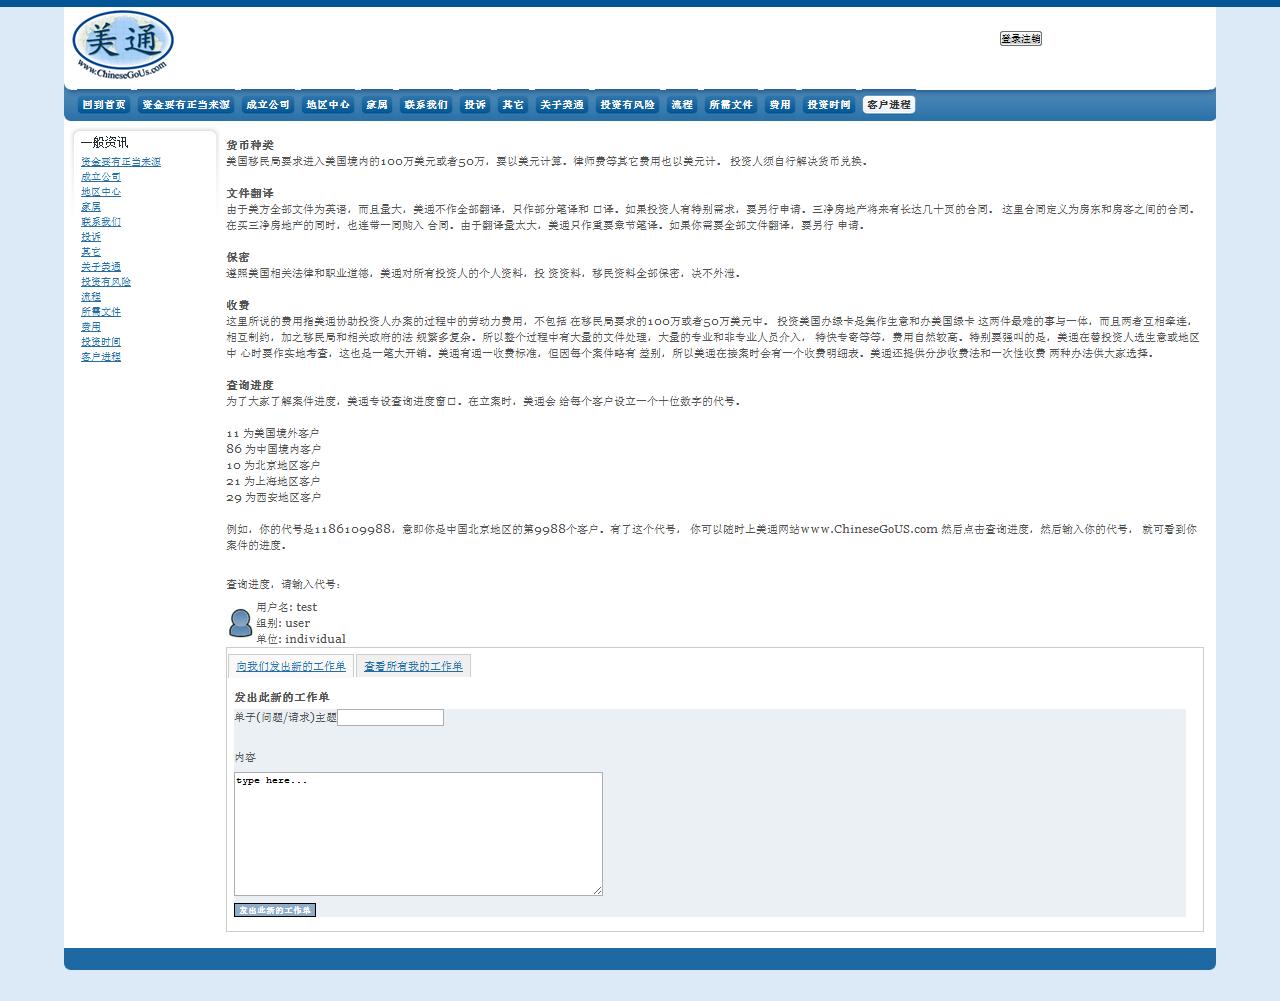 美通
www.ChineseGoUs.com
登录注销
回到首页 资金要有正当来源 成立公司 地区中心 家属 联系我们 投诉 其它 关于美通 投资有风险 流程 所需文件 费用 投资时间 客户进程
一般资讯
资金要有正当来源
成立公司
地区中心
家属
联系我们
投诉
其它
关于美通
投资有风险
流程
所需文件
费用
投资时间
客户进程
货币种类
美国移民局要求进入美国境内的100万美元或者50万，要以美元计算。律师费等其它费用也以美元计。 投资人须自行解决货币兑换。
文件翻译
由于美方全部文件为英语，而且量大，美通不作全部翻译，只作部分笔译和 口译。如果投资人有特别需求，要另行申请。三净房地产将来有长达几十页的合同。 这里合同定义为房东和房客之间的合同。
在买三净房地产的同时，也连带一同购入 合同。由于翻译量太大，美通只作重要章节笔译。如果你需要全部文件翻译，要另行 申请。
保密
遵照美国相关法律和职业道德，美通对所有投资人的个人资料，投 资资料，移民资料全部保密，决不外泄。
收费
这里所说的费用指美通协助投资人办案的过程中的劳动力费用，不包括 在移民局要求的100万或者50万美元中。 投资美国办绿卡是集作生意和办美国绿卡 这两件最难的事与一体，而且两者互相牵连，
相互制约，加之移民局和相关政府的法 规繁多复杂。所以整个过程中有大量的文件处理，大量的专业和非专业人员介入， 特快专寄等等，费用自然较高。特别要强叫的是，美通在替投资人选生意或地区
中 心时要作实地考查，这也是一笔大开销。美通有通一收费标准，但因每个案件略有 差别，所以美通在接案时会有一个收费明细表。美通还提供分步收费法和一次性收费 两种办法供大家选择。
查询进度
为了大家了解案件进度，美通专设查询进度窗口。在立案时，美通会 给每个客户设立一个十位数字的代号。
11 为美国境外客户
86 为中国境内客户
10 为北京地区客户
21 为上海地区客户
29 为西安地区客户
例如，你的代号是1186109988，意即你是中国北京地区的第9988个客户。有了这个代号， 你可以随时上美通网站www.ChineseGoUS.com 然后点击查询进度，然后输入你的代号， 就可看到你
案件的进度。
查询进度，请输入代号：
用户名: test
组别: user
单位: individual
向我们发出新的工作单 查看所有我的工作单
发出此新的工作单
单子(问题/请求)主题
内容
type here...
发出此新的工作单